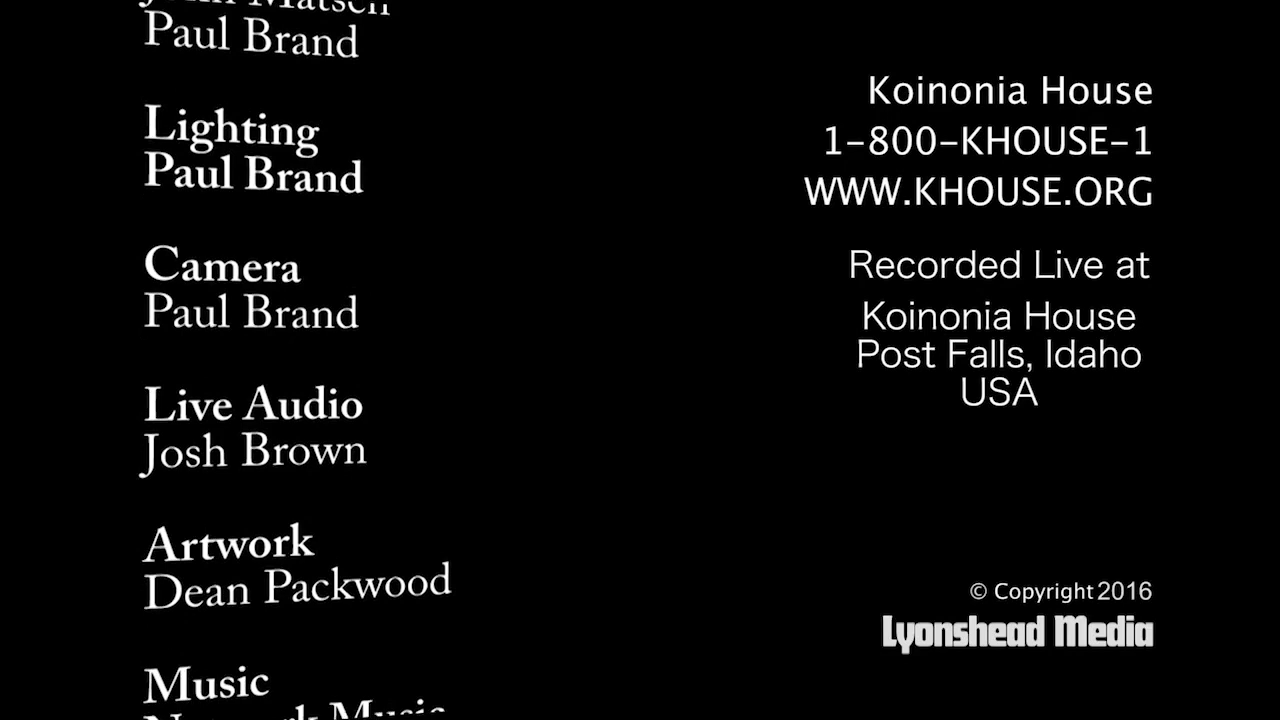 Paul Brand
Lighting
Paul Brand
Camera
Paul Brand
Live Audio
Josh Brown
Artwork
Dean Packwood
Music
Koinonia House
1-800-KHOUSE-1
WWW.KHOUSE.ORG
Recorded Live at
Koinonia House
Post Falls, Idaho
USA
© Copyright 2016
Lyonshead Media